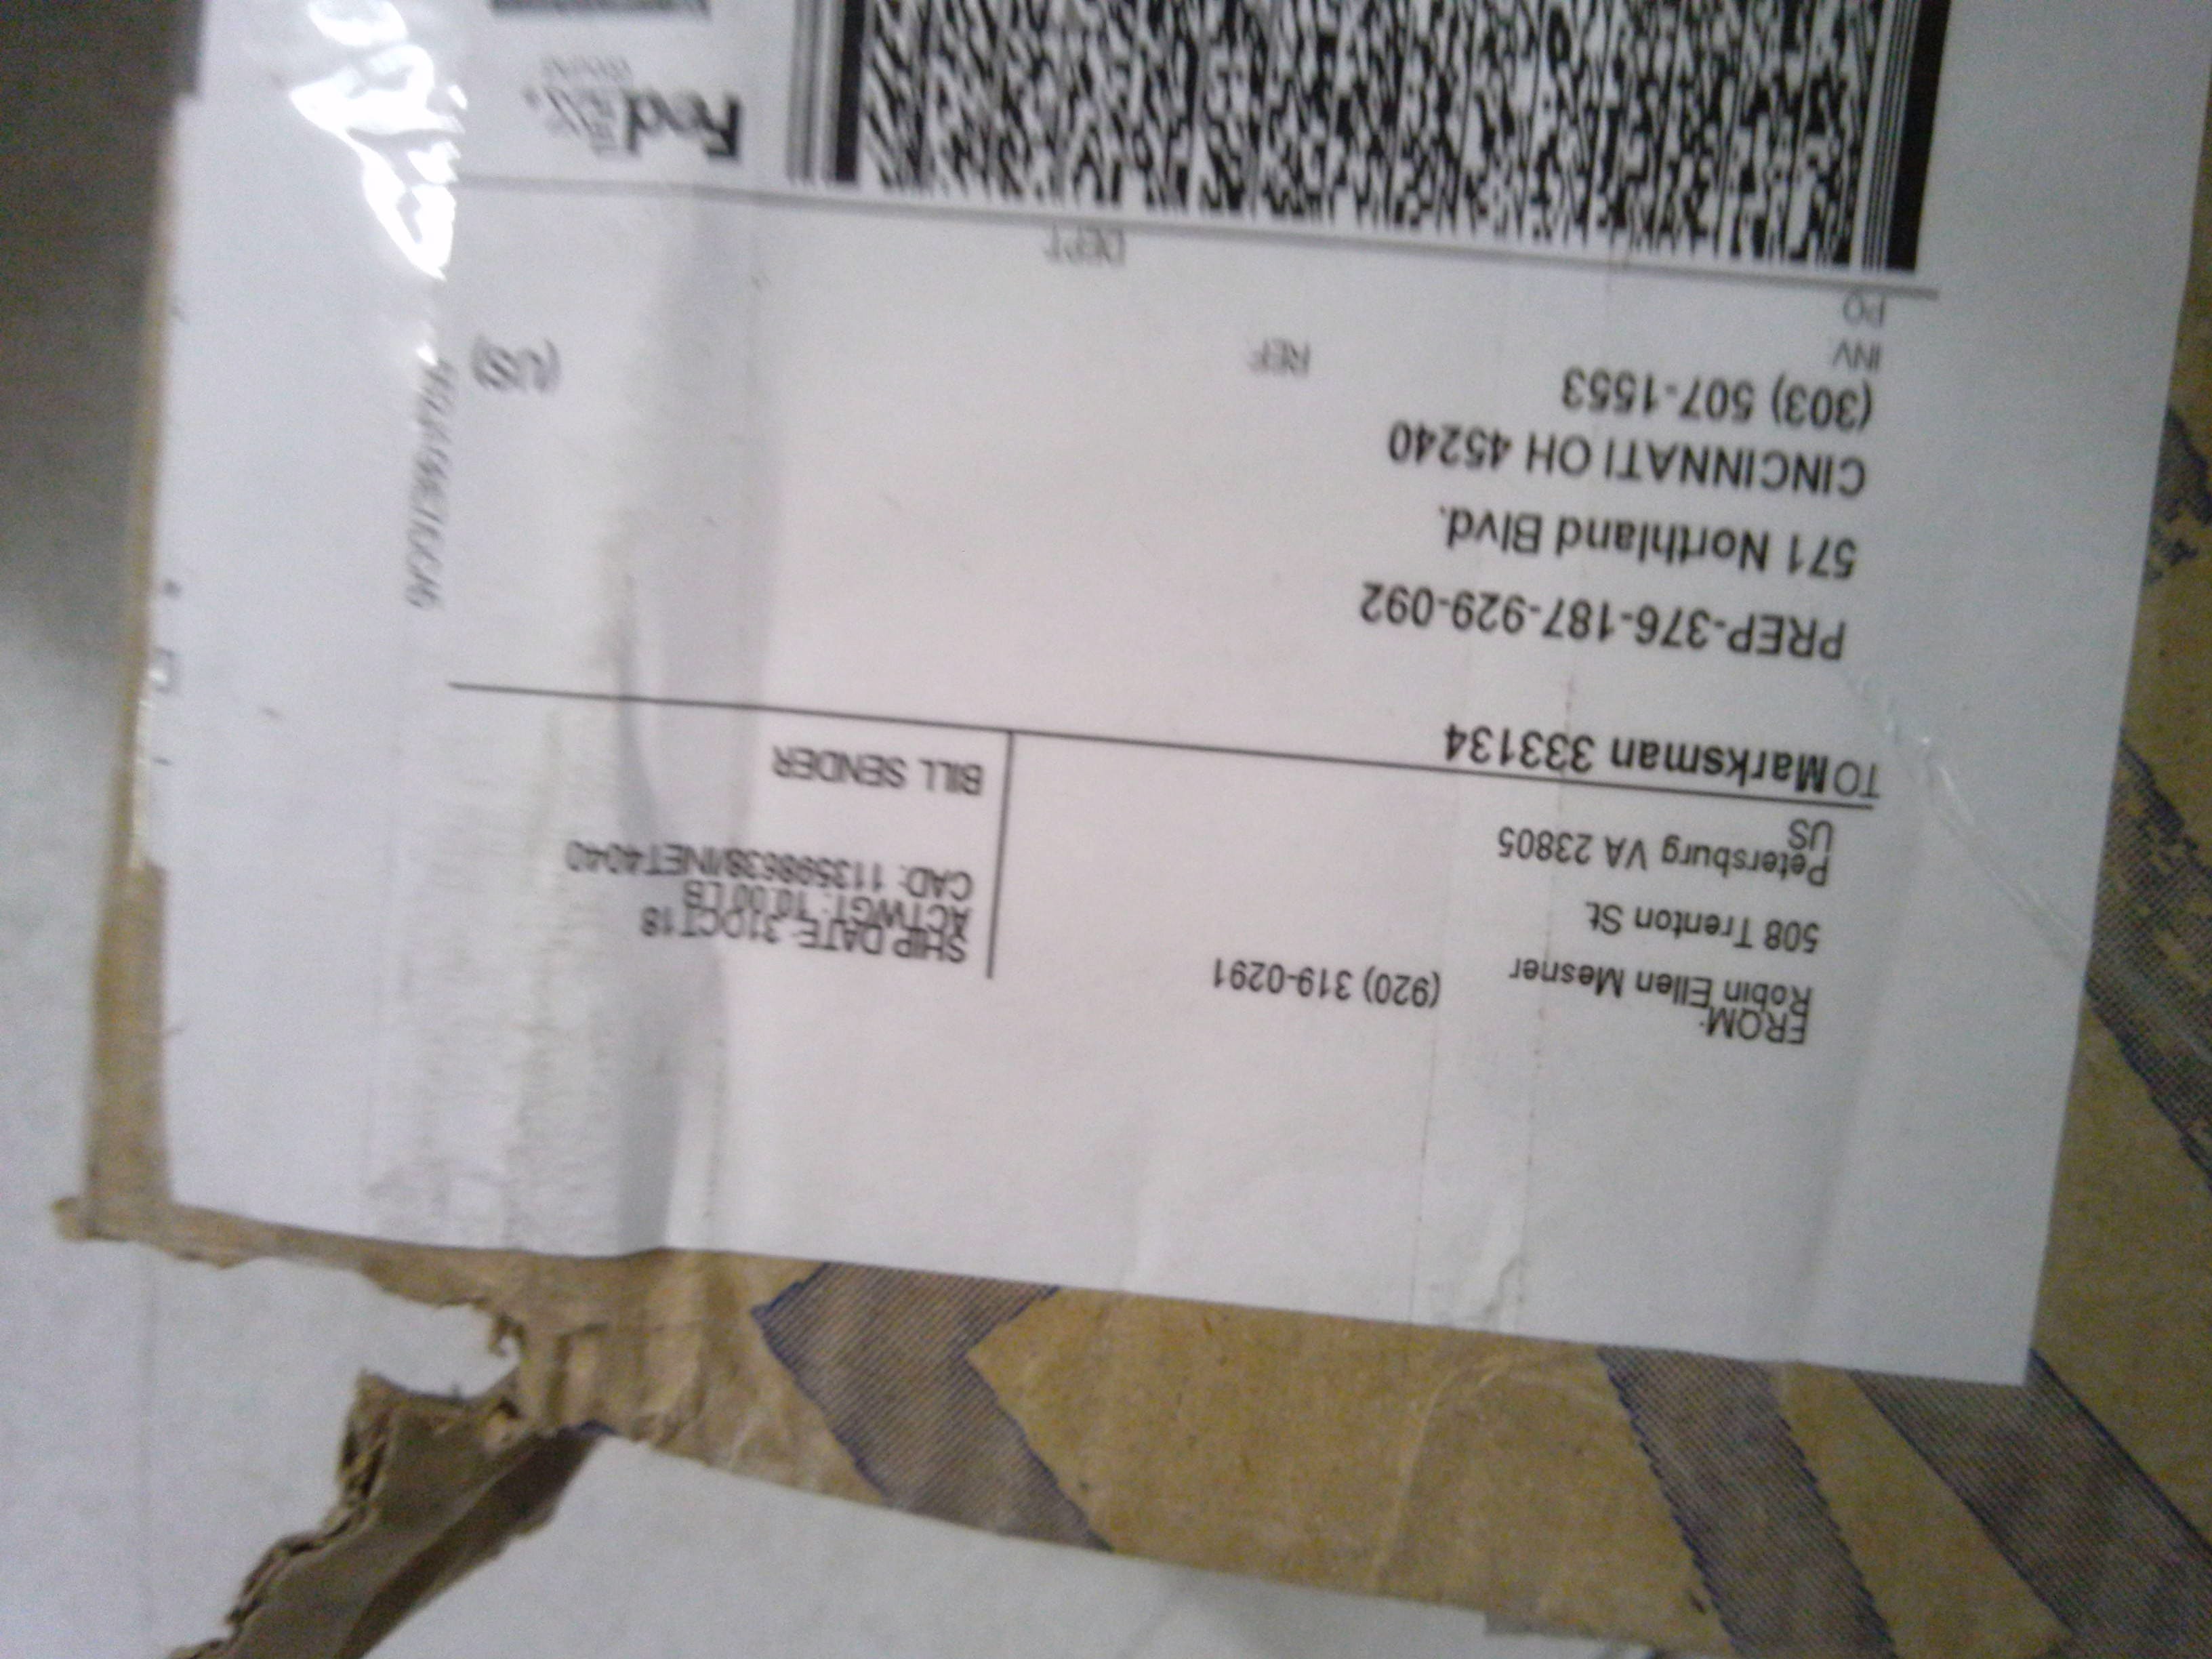 FROM:
Robin Ellen Mesner (920) 319-0291
508 Trenton St.
Petersburg VA 23805
US
SHIP DATE: 31OCT18
ACTWGT: 10.00 LB
CAD: 113598638/INET4040
BILL SENDER
TO Marksman 333134
PREP-376-187-929-092
571 Northland Blvd.
CINCINNATI OH 45240
(303) 507-1553
(US)
INV
REF
PO
DEPT
FedEx